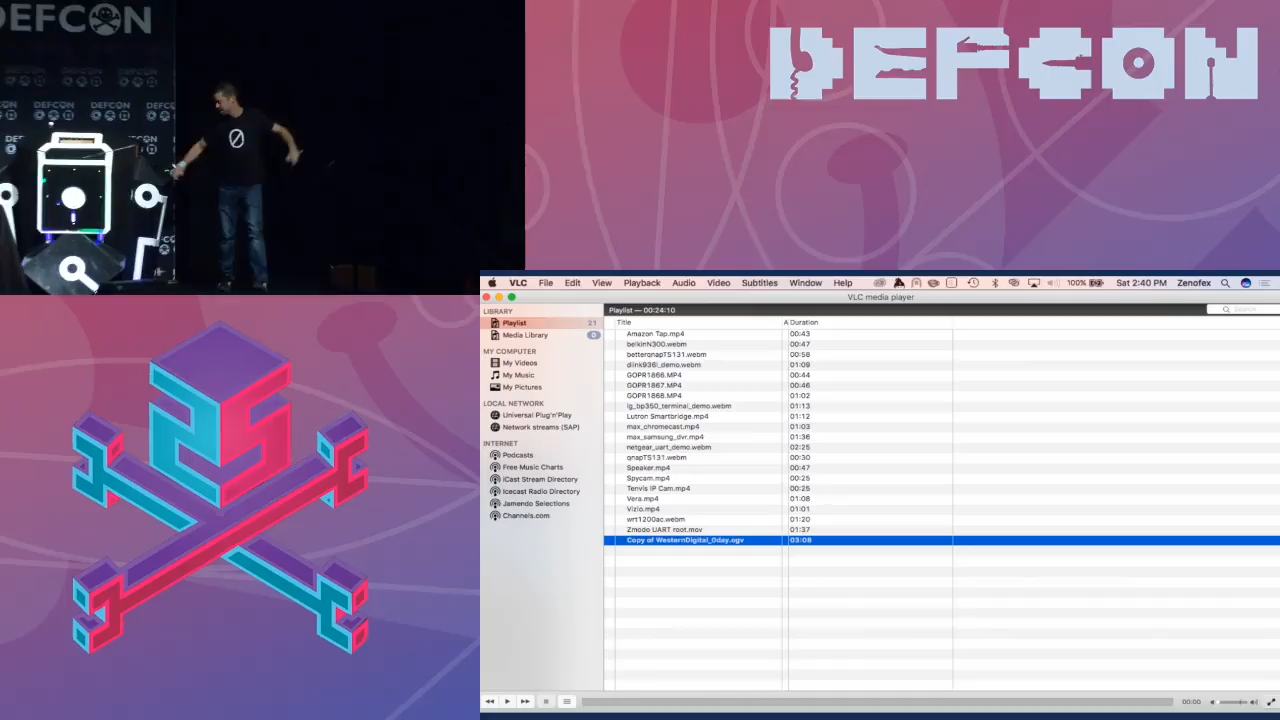 DEFCON
DEFCON
DEFCON
DEFCON
DEFCON
VLC File Edit View Playback Audio Video Subtitles Window Help 100% Sat 2:40 PM Zenofex
VLC media player
LIBRARY
Playlist 21
Media Library 0
MY COMPUTER
My Videos
My Music
My Pictures
LOCAL NETWORK
Universal Plug'n'Play
Network streams (SAP)
INTERNET
Podcasts
Free Music Charts
iCast Stream Directory
Icecast Radio Directory
Jamendo Selections
Channels.com
Playlist — 00:24:10
Search
Title A Duration
Amazon Tap.mp4 00:43
belkinN300.webm 00:47
betterqnapTS131.webm 00:58
dlink936l_demo.webm 01:09
GOPR1866.MP4 00:44
GOPR1867.MP4 00:46
GOPR1868.MP4 01:02
lg_bp350_terminal_demo.webm 01:13
Lutron Smartbridge.mp4 01:12
max_chromecast.mp4 01:03
max_samsung_dvr.mp4 01:36
netgear_uart_demo.webm 02:25
qnapTS131.webm 00:30
Speaker.mp4 00:47
Spycam.mp4 00:25
Tenvis IP Cam.mp4 00:25
Vera.mp4 01:08
Vizio.mp4 01:01
wrt1200ac.webm 01:20
Zmodo UART root.mov 01:37
Copy of WesternDigital_0day.ogv 03:08
00:00